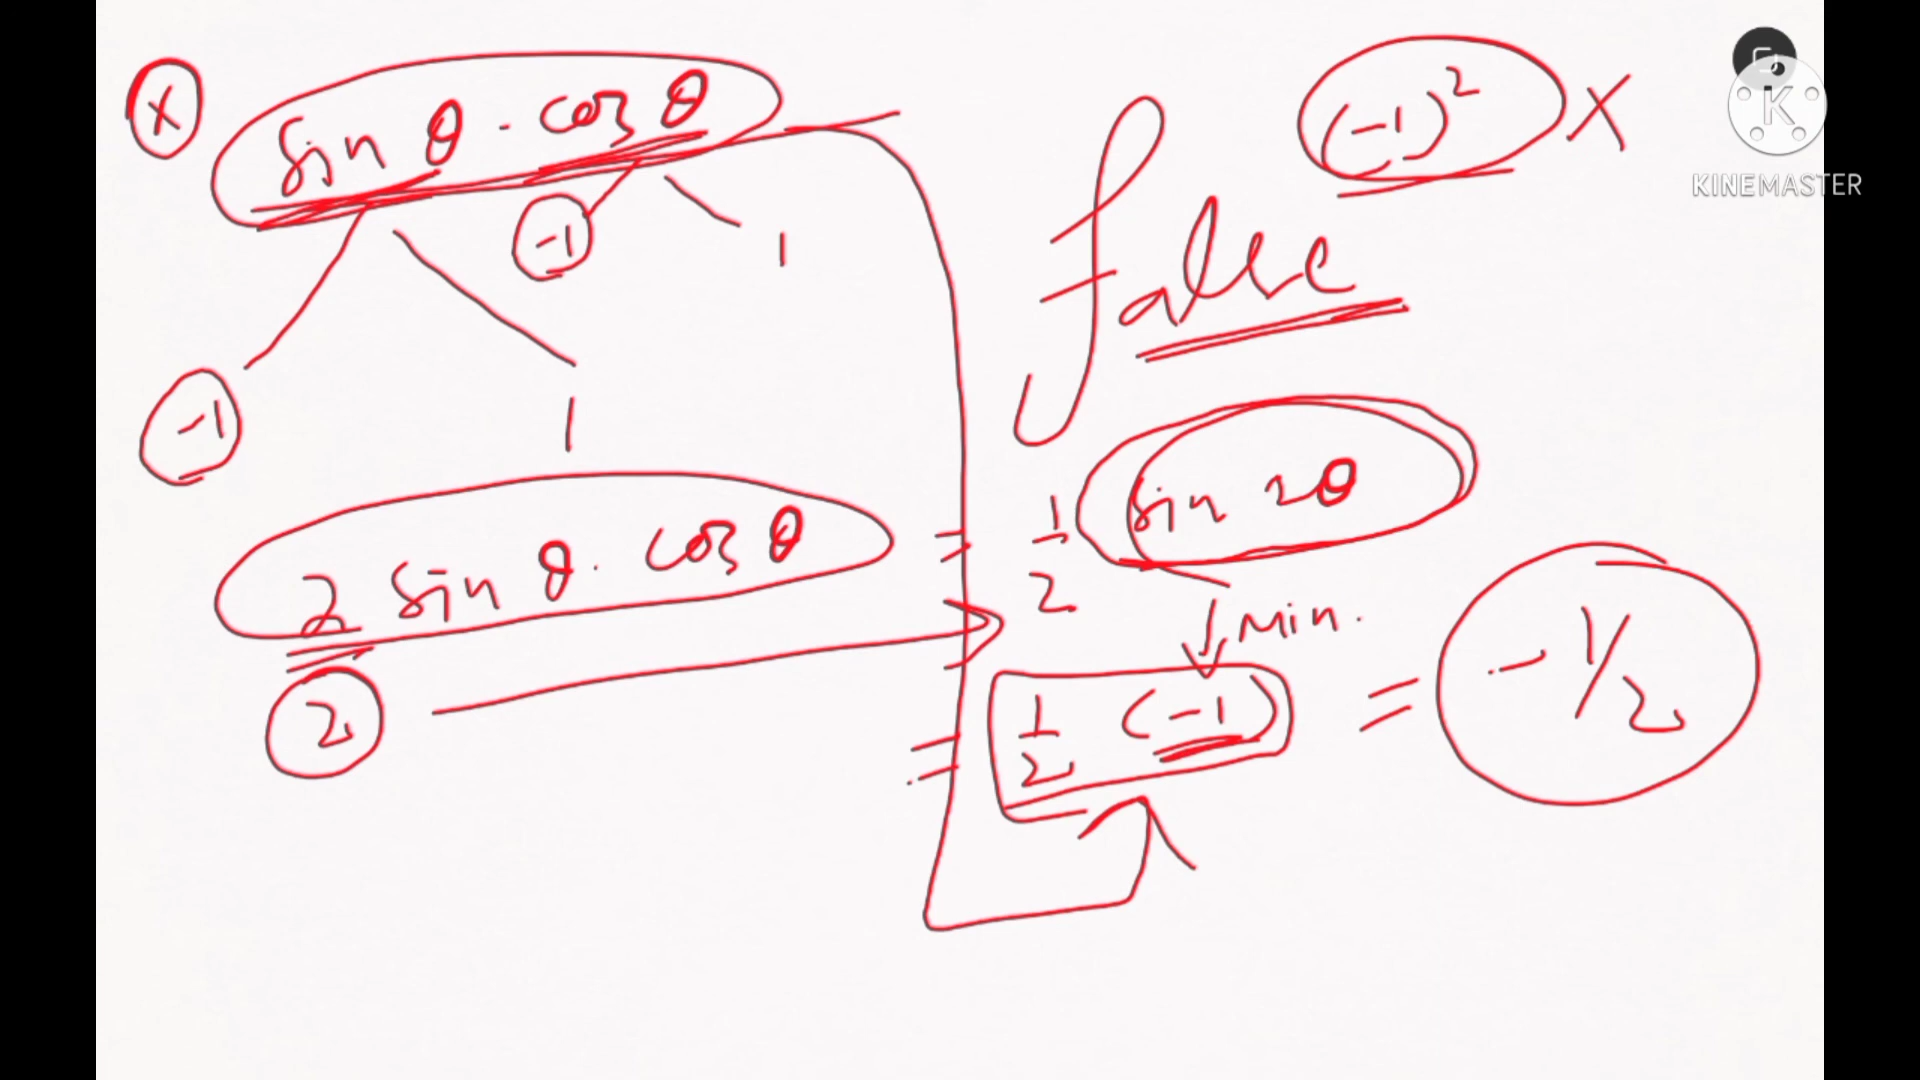 x sin θ . cos θ (-1)² X
KINEMASTER
-1 1
false
-1 1
2 sin θ . cos θ = 1/2 sin 2θ
Min.
2 = 1/2 (-1) = -1/2